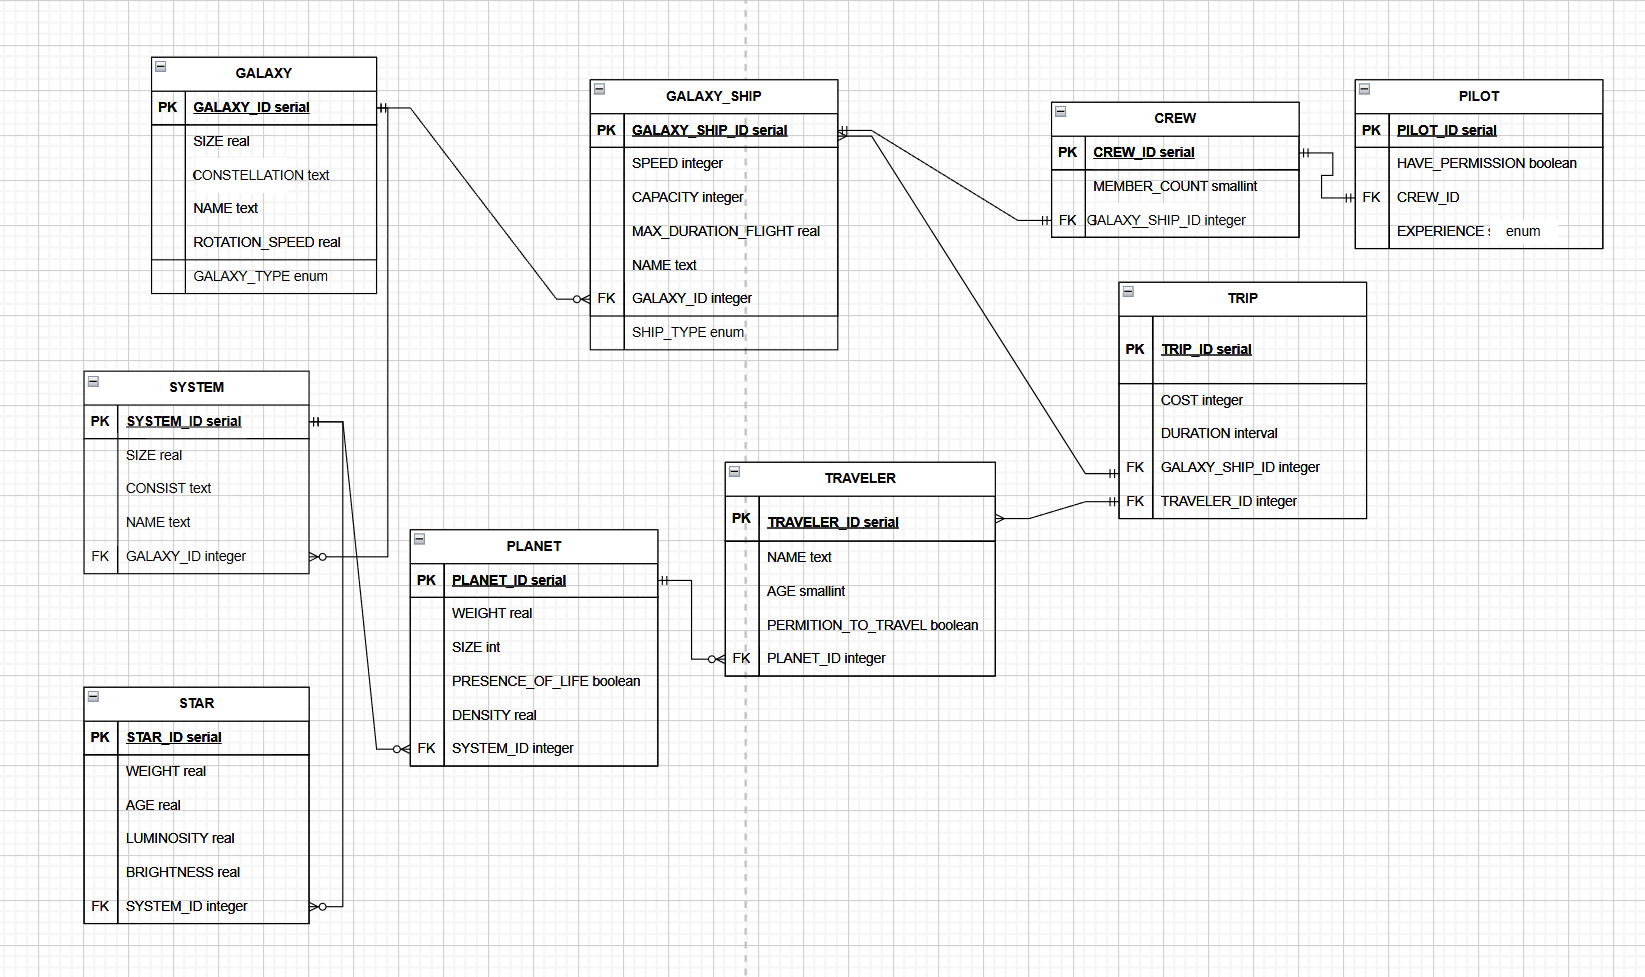 GALAXY
PK GALAXY_ID serial
SIZE real
CONSTELLATION text
NAME text
ROTATION_SPEED real
GALAXY_TYPE enum
GALAXY_SHIP
PK GALAXY_SHIP_ID serial
SPEED integer
CAPACITY integer
MAX_DURATION_FLIGHT real
NAME text
FK GALAXY_ID integer
SHIP_TYPE enum
CREW
PK CREW_ID serial
MEMBER_COUNT smallint
FK GALAXY_SHIP_ID integer
PILOT
PK PILOT_ID serial
HAVE_PERMISSION boolean
FK CREW_ID
EXPERIENCE enum
TRIP
PK TRIP_ID serial
COST integer
DURATION interval
FK GALAXY_SHIP_ID integer
FK TRAVELER_ID integer
SYSTEM
PK SYSTEM_ID serial
SIZE real
CONSIST text
NAME text
FK GALAXY_ID integer
TRAVELER
PK TRAVELER_ID serial
NAME text
AGE smallint
PERMITION_TO_TRAVEL boolean
FK PLANET_ID integer
PLANET
PK PLANET_ID serial
WEIGHT real
SIZE int
PRESENCE_OF_LIFE boolean
DENSITY real
FK SYSTEM_ID integer
STAR
PK STAR_ID serial
WEIGHT real
AGE real
LUMINOSITY real
BRIGHTNESS real
FK SYSTEM_ID integer